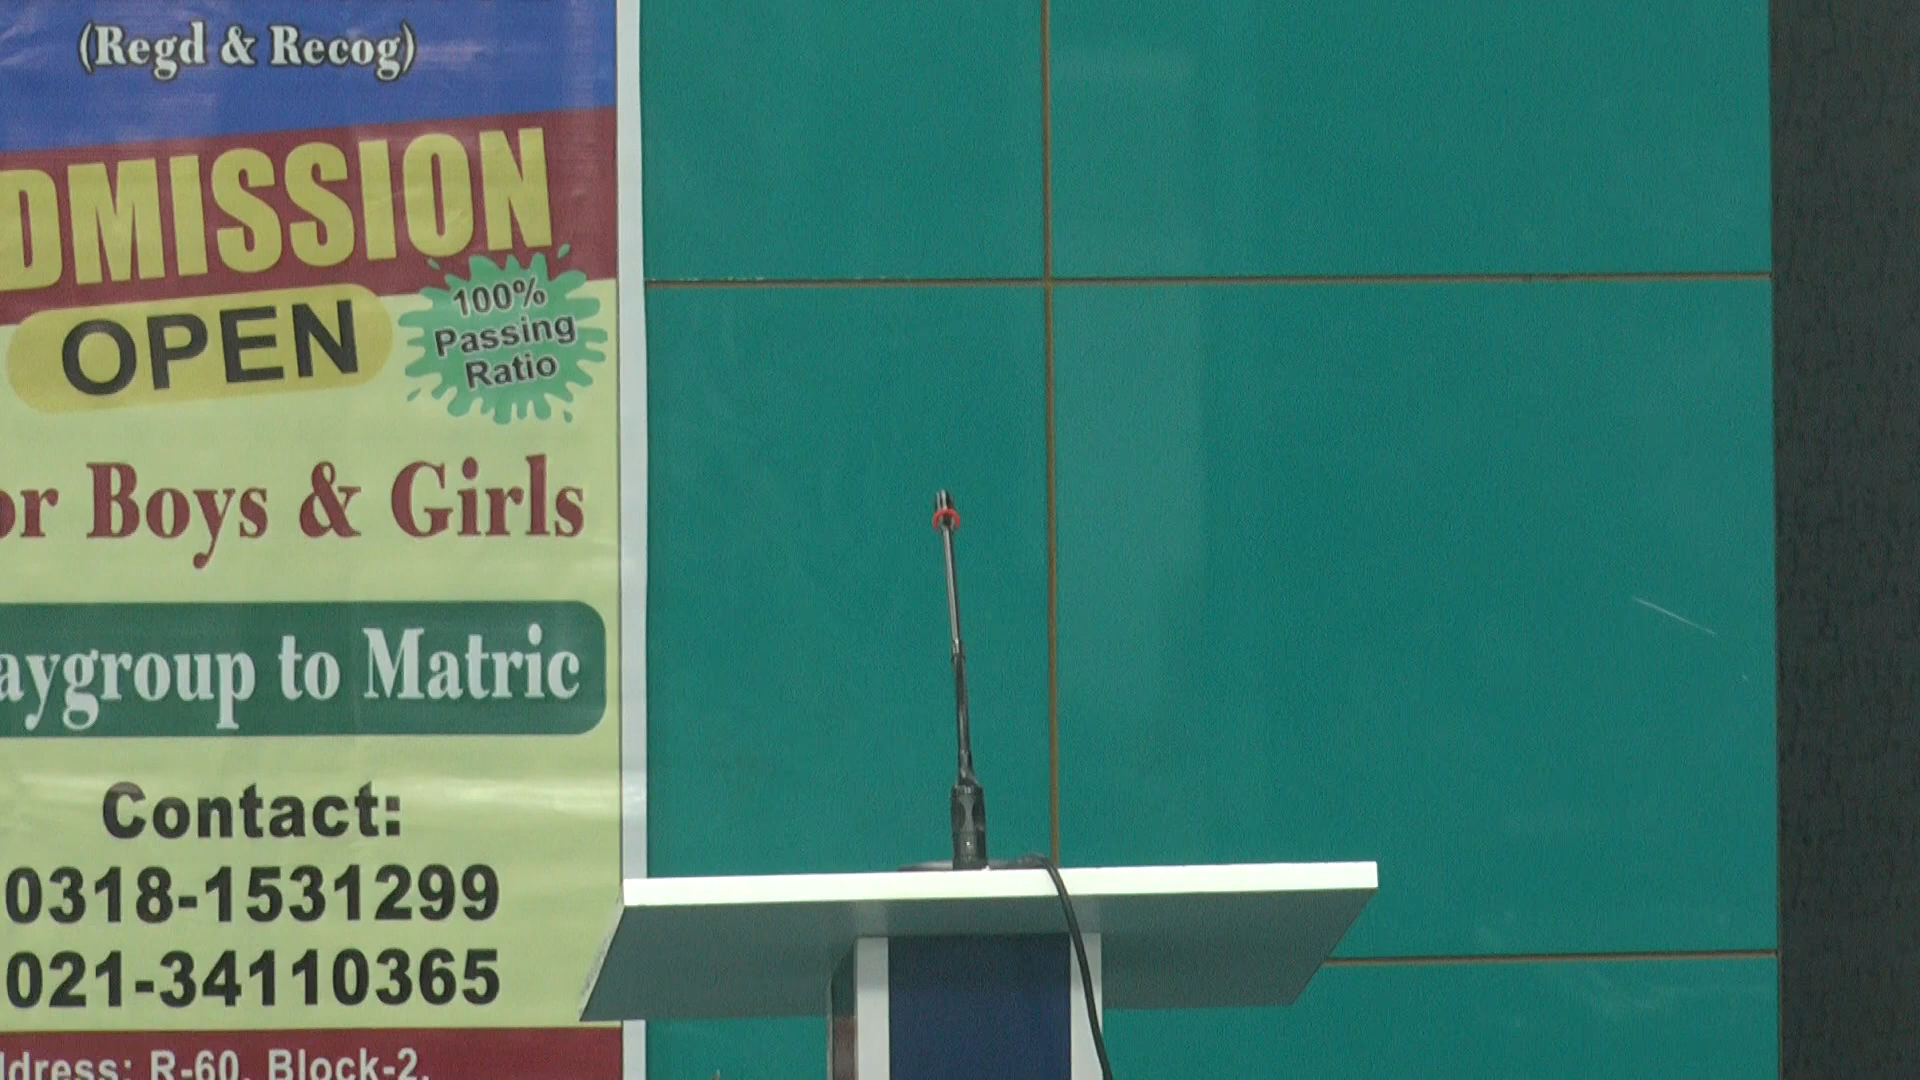 (Regd & Recog)
DMISSION
OPEN
100%
Passing
Ratio
or Boys & Girls
aygroup to Matric
Contact:
0318-1531299
021-34110365
ddress: R-60, Block-2,